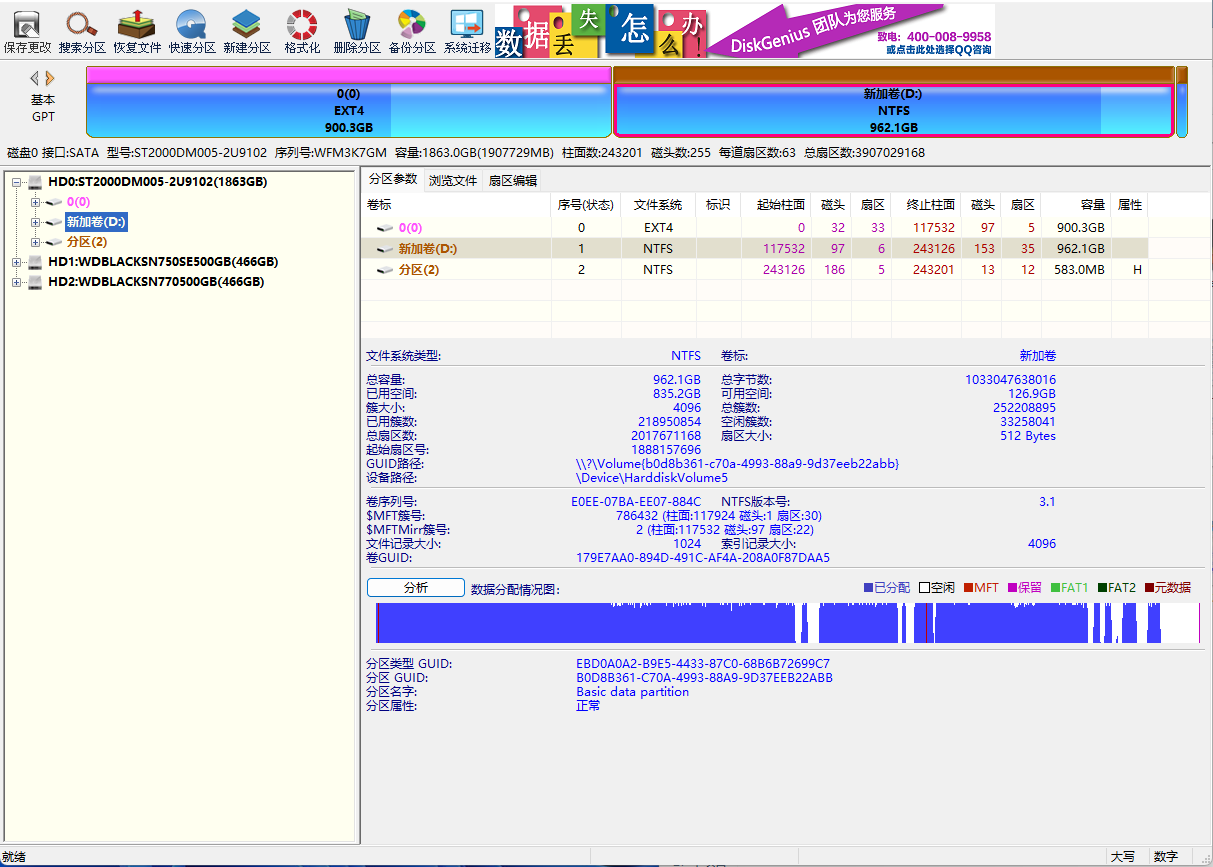 保存更改 搜索分区 恢复文件 快速分区 新建分区 格式化 删除分区 备份分区 系统迁移
数据丢失怎么办!
DiskGenius 团队为您服务
致电: 400-008-9958
或点击此处选择QQ咨询
基本
GPT
0(0)
EXT4
900.3GB
新加卷(D:)
NTFS
962.1GB
磁盘0 接口:SATA 型号:ST2000DM005-2U9102 序列号:WFM3K7GM 容量:1863.0GB(1907729MB) 柱面数:243201 磁头数:255 每道扇区数:63 总扇区数:3907029168
HD0:ST2000DM005-2U9102(1863GB)
0(0)
新加卷(D:)
分区(2)
HD1:WDBLACKSN750SE500GB(466GB)
HD2:WDBLACKSN770500GB(466GB)
分区参数 浏览文件 扇区编辑
卷标 序号(状态) 文件系统 标识 起始柱面 磁头 扇区 终止柱面 磁头 扇区 容量 属性
0(0) 0 EXT4 0 32 33 117532 97 5 900.3GB
新加卷(D:) 1 NTFS 117532 97 6 243126 153 35 962.1GB
分区(2) 2 NTFS 243126 186 5 243201 13 12 583.0MB H
文件系统类型: NTFS 卷标: 新加卷
总容量: 962.1GB 总字节数: 1033047638016
已用空间: 835.2GB 可用空间: 126.9GB
簇大小: 4096 总簇数: 252208895
已用簇数: 218950854 空闲簇数: 33258041
总扇区数: 2017671168 扇区大小: 512 Bytes
起始扇区号: 1888157696
GUID路径: \\?\Volume{b0d8b361-c70a-4993-88a9-9d37eeb22abb}
设备路径: \Device\HarddiskVolume5
卷序列号: E0EE-07BA-EE07-884C NTFS版本号: 3.1
$MFT簇号: 786432 (柱面:117924 磁头:1 扇区:30)
$MFTMirr簇号: 2 (柱面:117532 磁头:97 扇区:22)
文件记录大小: 1024 索引记录大小: 4096
卷GUID: 179E7AA0-894D-491C-AF4A-208A0F87DAA5
分析 数据分配情况图: 已分配 空闲 MFT 保留 FAT1 FAT2 元数据
分区类型 GUID: EBD0A0A2-B9E5-4433-87C0-68B6B72699C7
分区 GUID: B0D8B361-C70A-4993-88A9-9D37EEB22ABB
分区名字: Basic data partition
分区属性: 正常
就绪 大写 数字